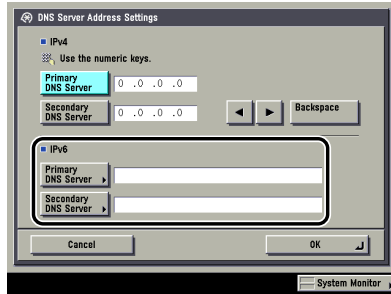 DNS Server Address Settings
IPv4
Use the numeric keys.
Primary
DNS Server
0 .0 .0 .0
Secondary
DNS Server
0 .0 .0 .0
Backspace
IPv6
Primary
DNS Server
Secondary
DNS Server
Cancel
OK
System Monitor